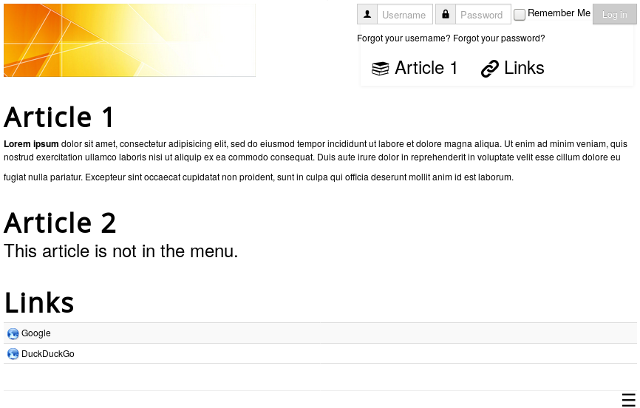 Username Password Remember Me Log in
Forgot your username? Forgot your password?
Article 1 Links
Article 1
Lorem ipsum dolor sit amet, consectetur adipisicing elit, sed do eiusmod tempor incididunt ut labore et dolore magna aliqua. Ut enim ad minim veniam, quis
nostrud exercitation ullamco laboris nisi ut aliquip ex ea commodo consequat. Duis aute irure dolor in reprehenderit in voluptate velit esse cillum dolore eu
fugiat nulla pariatur. Excepteur sint occaecat cupidatat non proident, sunt in culpa qui officia deserunt mollit anim id est laborum.
Article 2
This article is not in the menu.
Links
Google
DuckDuckGo